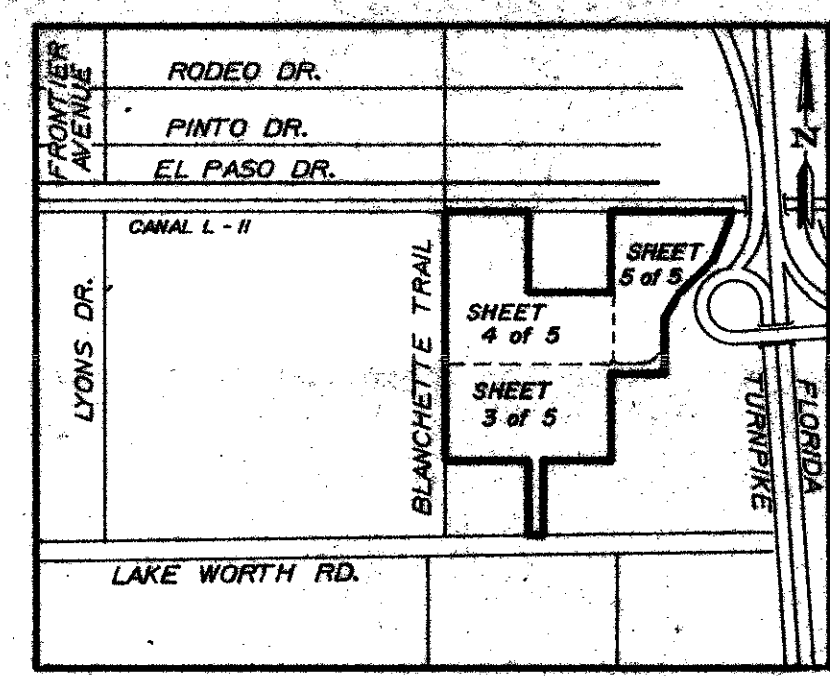 FRONTIER
AVENUE
RODEO DR.
PINTO DR.
EL PASO DR.
N
CANAL L - 11
LYONS DR.
BLANCHETTE TRAIL
SHEET
5 of 5
SHEET
4 of 5
SHEET
3 of 5
FLORIDA
TURNPIKE
LAKE WORTH RD.